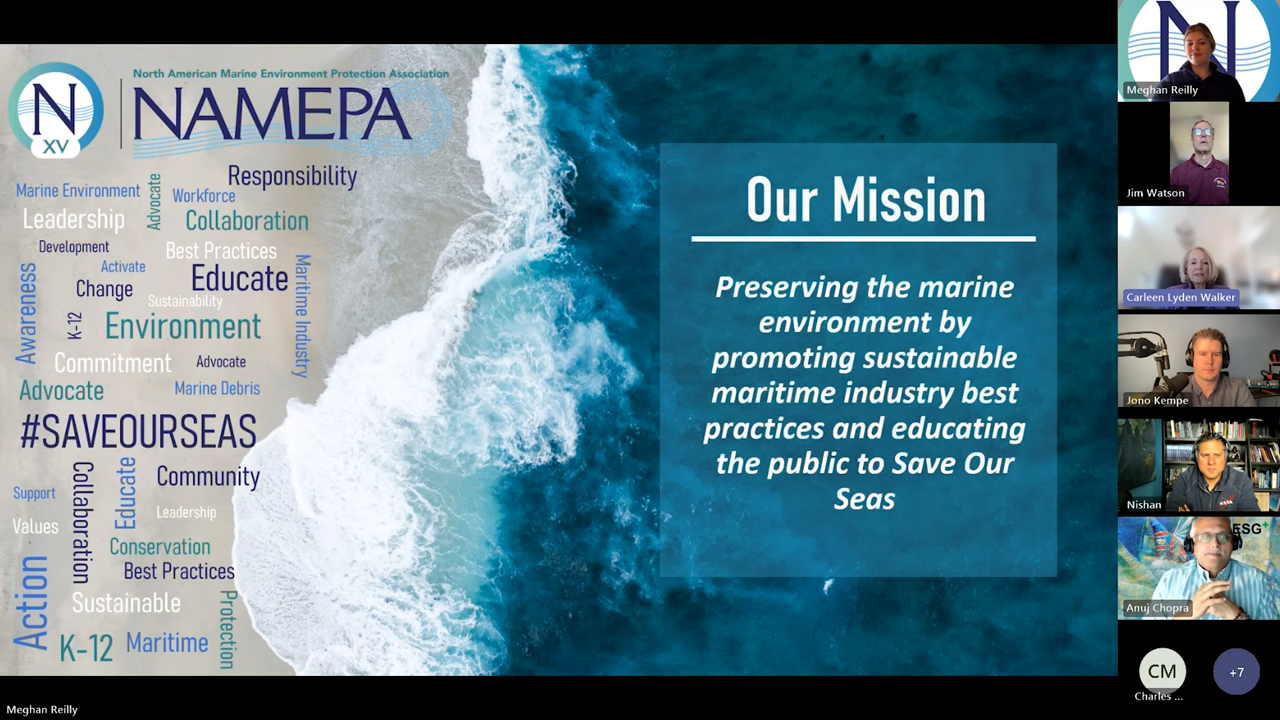 North American Marine Environment Protection Association
N
XV
NAMEPA
Responsibility
Marine Environment
Advocate
Workforce
Leadership
Collaboration
Development
Best Practices
Awareness
Activate
Educate
Maritime Industry
Change
Sustainability
K-12
Environment
Commitment
Advocate
Advocate
Marine Debris
#SAVEOURSEAS
Collaboration
Educate
Community
Support
Leadership
Values
Conservation
Best Practices
Action
Sustainable
Protection
K-12
Maritime
Our Mission
Preserving the marine
environment by
promoting sustainable
maritime industry best
practices and educating
the public to Save Our
Seas
N
Meghan Reilly
Jim Watson
Carleen Lyden Walker
Jono Kempe
Nishan
ESG+
Anuj Chopra
CM
Charles ...
+7
Meghan Reilly